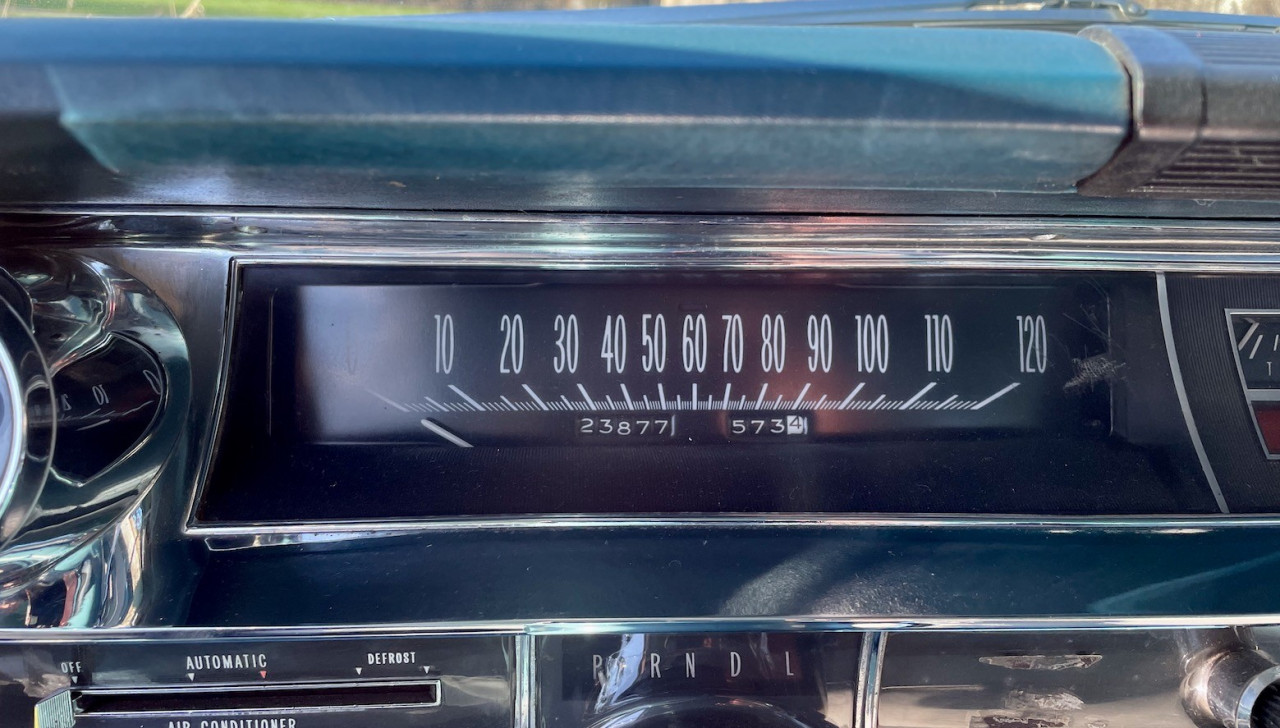 10 20 30 40 50 60 70 80 90 100 110 120
23877 5734
OFF AUTOMATIC DEFROST
AIR CONDITIONER
P R N D L